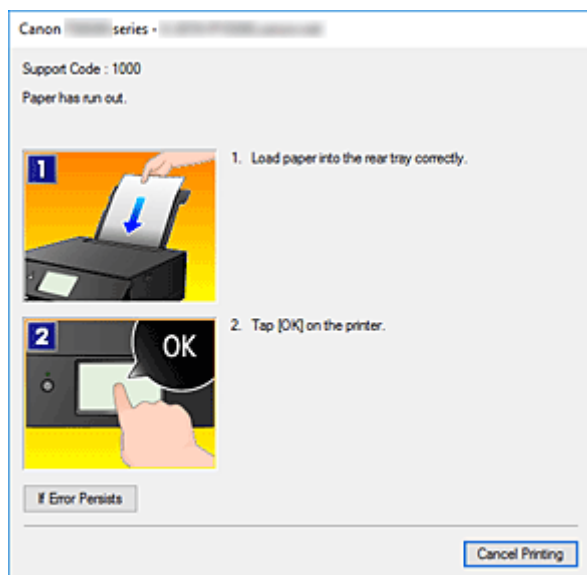 Canon series -
Support Code : 1000
Paper has run out.
1
1. Load paper into the rear tray correctly.
2
OK
2. Tap [OK] on the printer.
If Error Persists
Cancel Printing